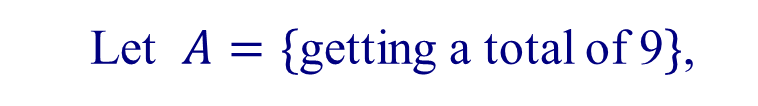 Let A = {getting a total of 9},